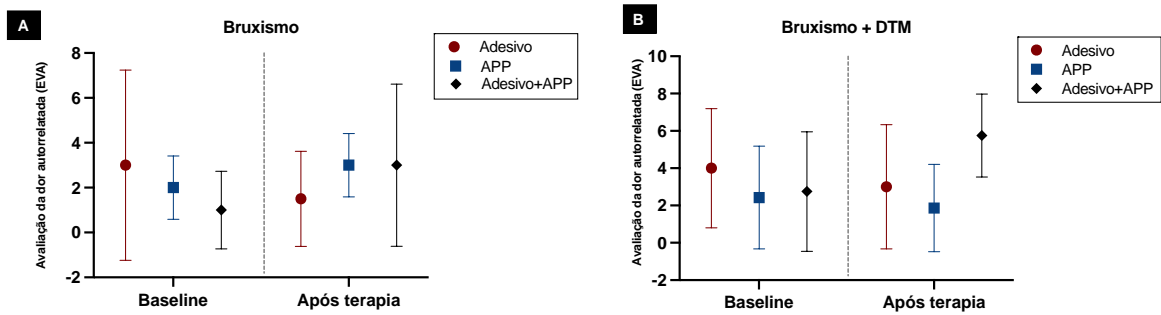 A
Bruxismo
Avaliação da dor autorrelatada (EVA)
8
6
4
2
0
-2
Baseline
Após terapia
Adesivo
APP
Adesivo+APP
B
Bruxismo + DTM
Avaliação da dor autorrelatada (EVA)
10
8
6
4
2
0
-2
Baseline
Após terapia
Adesivo
APP
Adesivo+APP